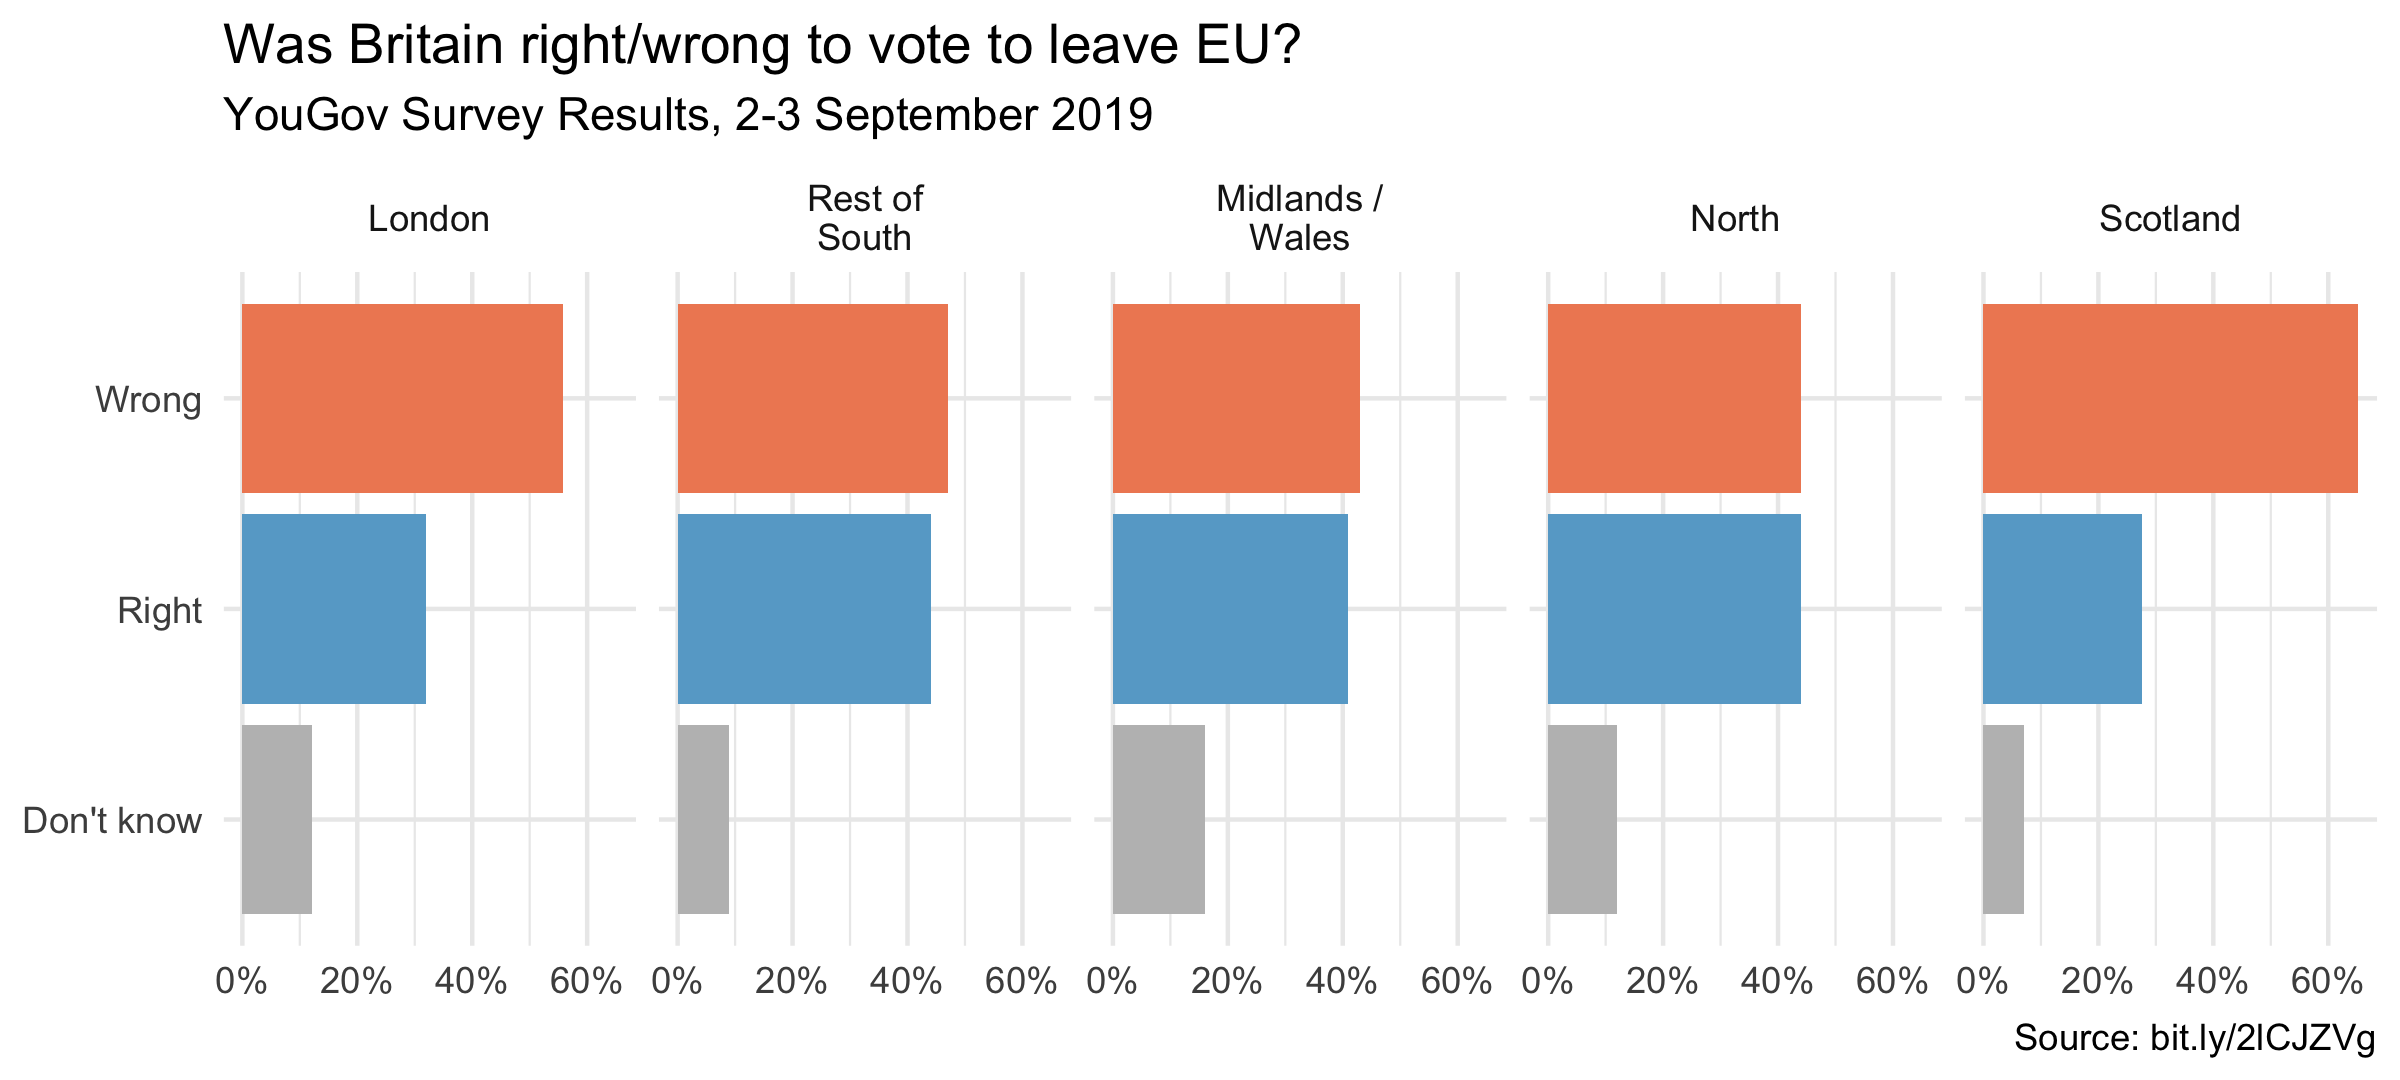 Was Britain right/wrong to vote to leave EU?
YouGov Survey Results, 2-3 September 2019
London
Rest of
South
Midlands /
Wales
North
Scotland
Wrong
Right
Don't know
0% 20% 40% 60% 0% 20% 40% 60% 0% 20% 40% 60% 0% 20% 40% 60% 0% 20% 40% 60%
Source: bit.ly/2lCJZVg